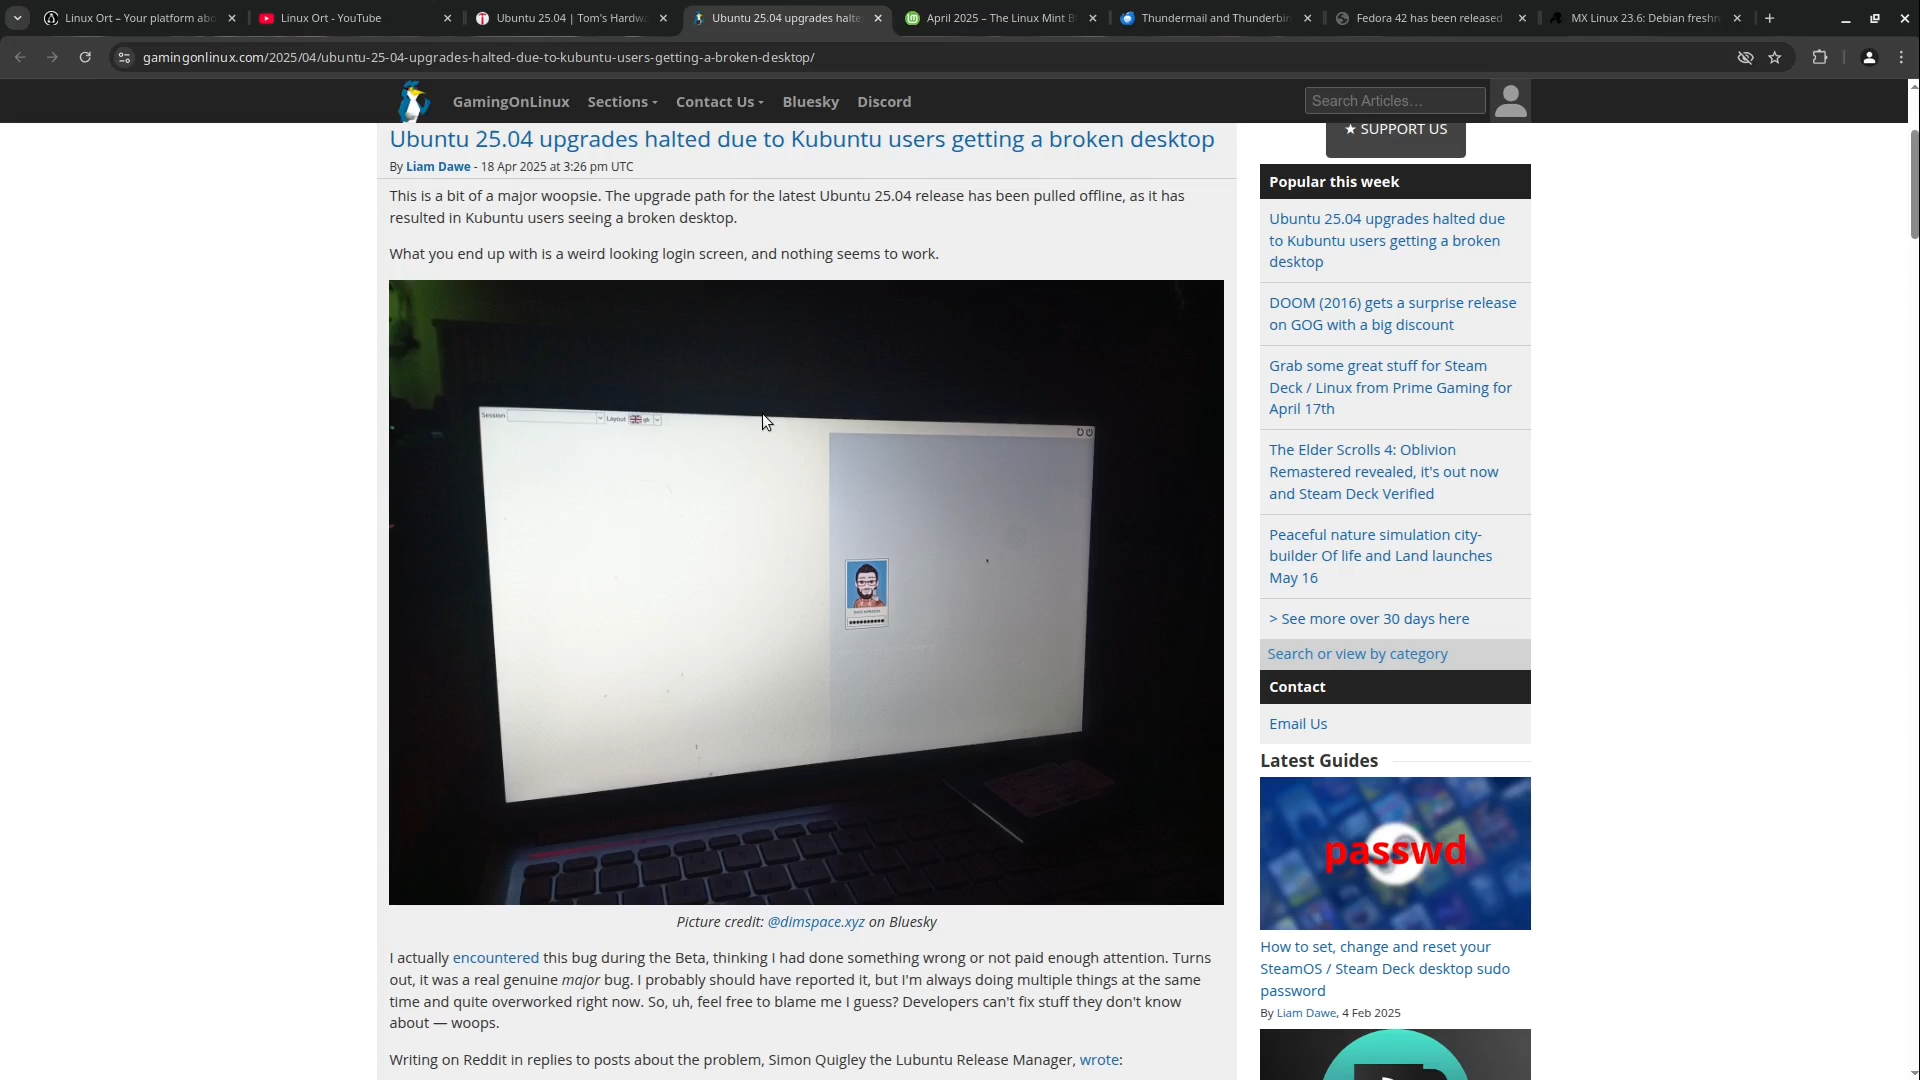 Linux Ort – Your platform abo
Linux Ort - YouTube
Ubuntu 25.04 | Tom's Hardwa
Ubuntu 25.04 upgrades halte
April 2025 – The Linux Mint B
Thundermail and Thunderbir
Fedora 42 has been released
MX Linux 23.6: Debian freshn
gamingonlinux.com/2025/04/ubuntu-25-04-upgrades-halted-due-to-kubuntu-users-getting-a-broken-desktop/
GamingOnLinux Sections Contact Us Bluesky Discord
Search Articles…
Ubuntu 25.04 upgrades halted due to Kubuntu users getting a broken desktop
By Liam Dawe - 18 Apr 2025 at 3:26 pm UTC
This is a bit of a major woopsie. The upgrade path for the latest Ubuntu 25.04 release has been pulled offline, as it has
resulted in Kubuntu users seeing a broken desktop.
What you end up with is a weird looking login screen, and nothing seems to work.
Session
Layout
gb
Picture credit: @dimspace.xyz on Bluesky
I actually encountered this bug during the Beta, thinking I had done something wrong or not paid enough attention. Turns
out, it was a real genuine major bug. I probably should have reported it, but I'm always doing multiple things at the same
time and quite overworked right now. So, uh, feel free to blame me I guess? Developers can't fix stuff they don't know
about — woops.
Writing on Reddit in replies to posts about the problem, Simon Quigley the Lubuntu Release Manager, wrote:
★ SUPPORT US
Popular this week
Ubuntu 25.04 upgrades halted due
to Kubuntu users getting a broken
desktop
DOOM (2016) gets a surprise release
on GOG with a big discount
Grab some great stuff for Steam
Deck / Linux from Prime Gaming for
April 17th
The Elder Scrolls 4: Oblivion
Remastered revealed, it's out now
and Steam Deck Verified
Peaceful nature simulation city-
builder Of life and Land launches
May 16
> See more over 30 days here
Search or view by category
Contact
Email Us
Latest Guides
passwd
How to set, change and reset your
SteamOS / Steam Deck desktop sudo
password
By Liam Dawe, 4 Feb 2025